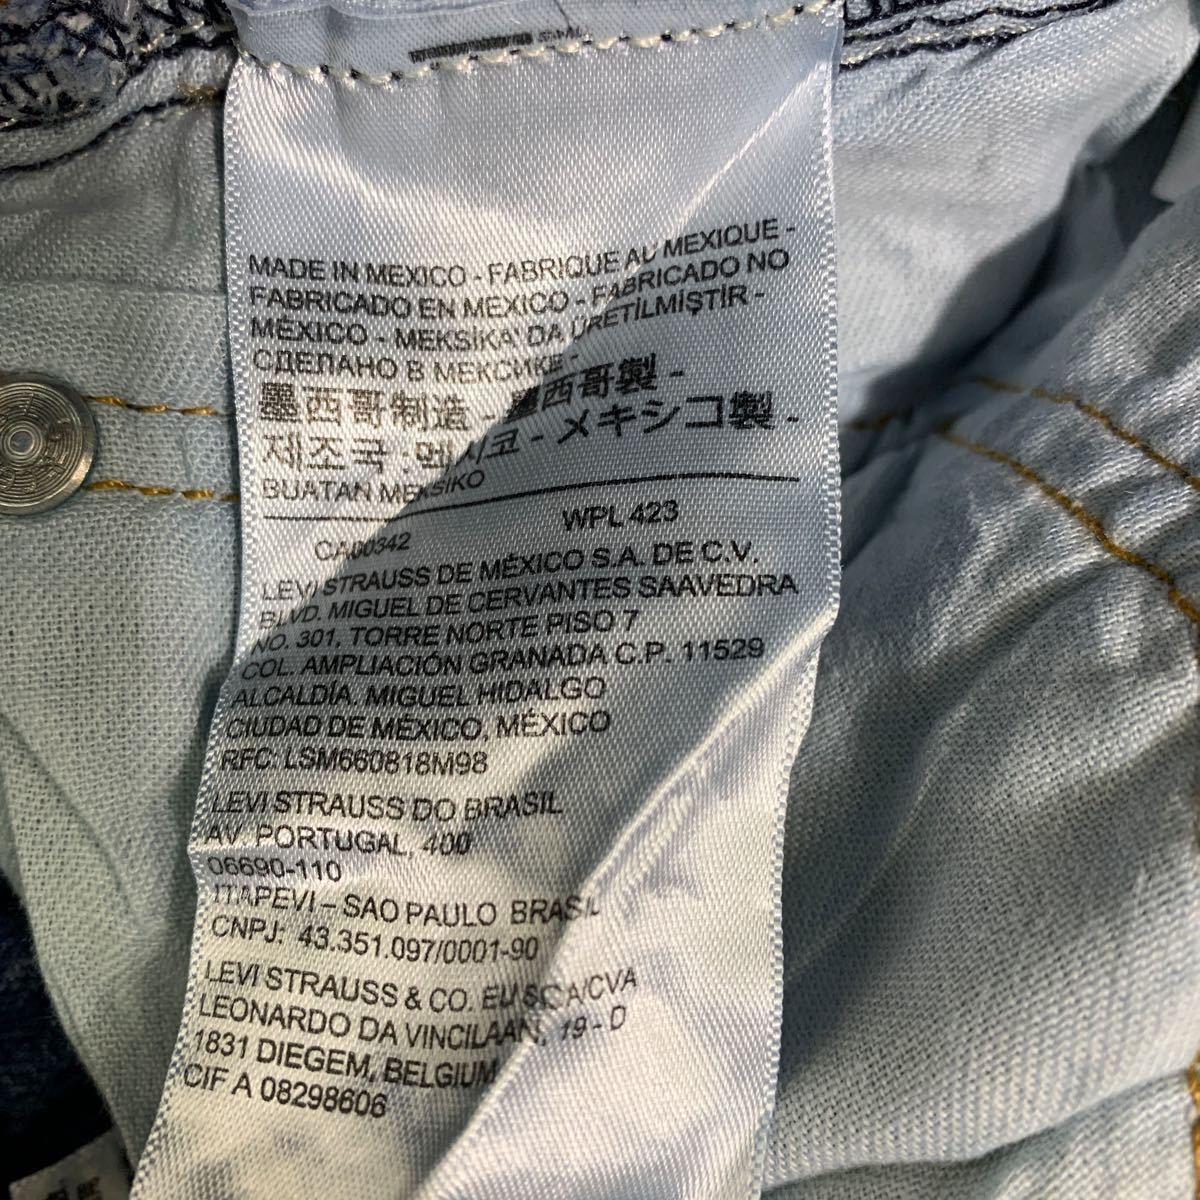 MADE IN MEXICO - FABRIQUE AU MEXIQUE -
FABRICADO EN MEXICO - FABRICADO NO
MÉXICO - MEKSİKA' DA ÜRETİLMİŞTİR -
СДЕЛАНО В МЕКСИКЕ -
墨西哥制造 - 墨西哥製 -
제조국 : 멕시코 - メキシコ製 -
BUATAN MEKSIKO
CA00342 WPL 423
LEVI STRAUSS DE MÉXICO S.A. DE C.V.
BLVD. MIGUEL DE CERVANTES SAAVEDRA
NO. 301, TORRE NORTE PISO 7
COL. AMPLIACIÓN GRANADA C.P. 11529
ALCALDÍA. MIGUEL HIDALGO
CIUDAD DE MÉXICO, MÉXICO
RFC: LSM660818M98
LEVI STRAUSS DO BRASIL
AV. PORTUGAL, 400
06690-110
ITAPEVI – SAO PAULO BRASIL
CNPJ: 43.351.097/0001-90
LEVI STRAUSS & CO. EU SCA/CVA
LEONARDO DA VINCILAAN, 19 - D
1831 DIEGEM, BELGIUM
CIF A 08298606